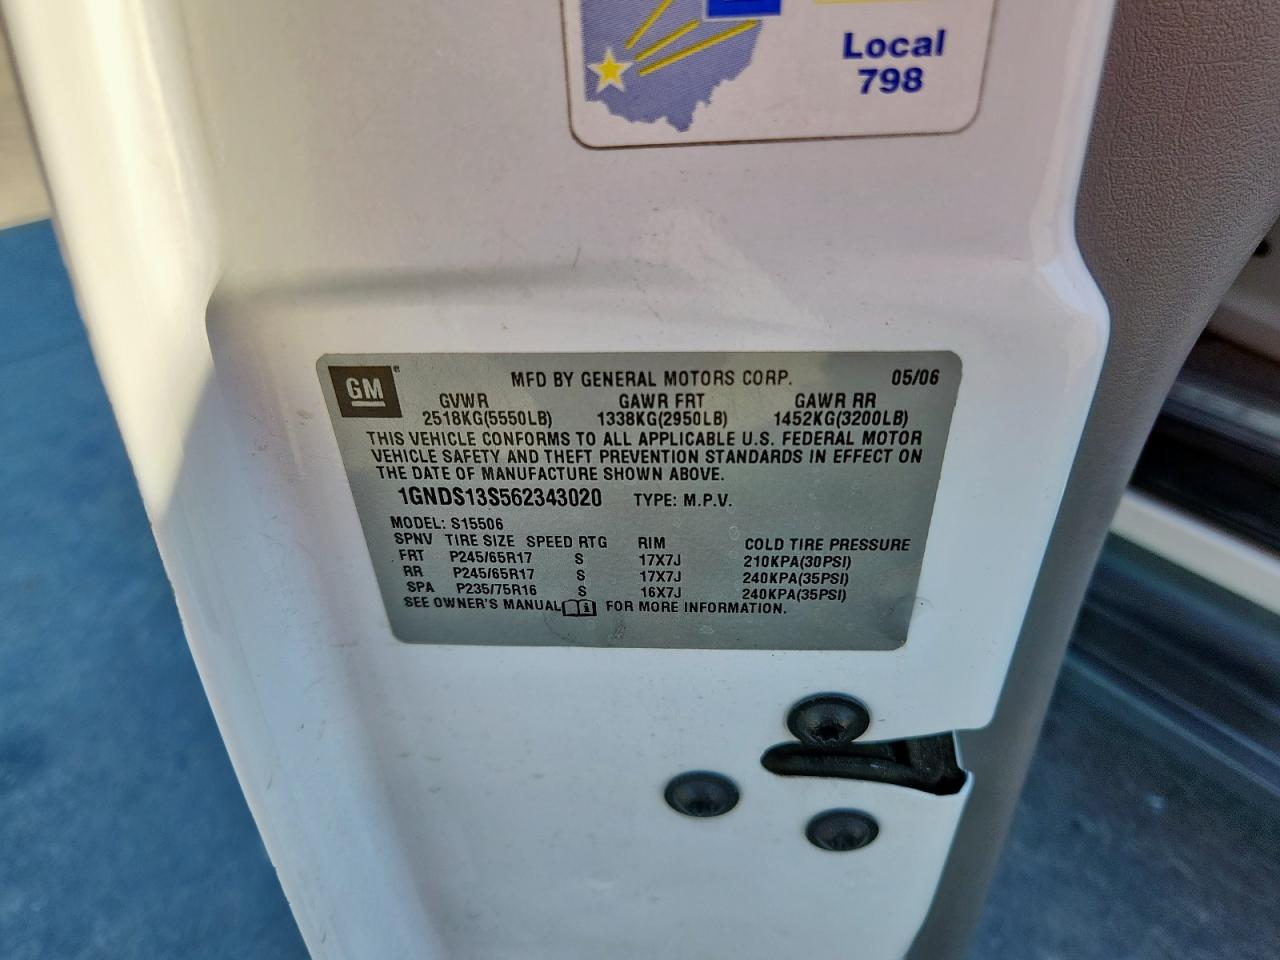 Local
798
GM
MFD BY GENERAL MOTORS CORP. 05/06
GVWR GAWR FRT GAWR RR
2518KG(5550LB) 1338KG(2950LB) 1452KG(3200LB)
THIS VEHICLE CONFORMS TO ALL APPLICABLE U.S. FEDERAL MOTOR
VEHICLE SAFETY AND THEFT PREVENTION STANDARDS IN EFFECT ON
THE DATE OF MANUFACTURE SHOWN ABOVE.
1GNDS13S562343020 TYPE: M.P.V.
MODEL: S15506
SPNV TIRE SIZE SPEED RTG RIM COLD TIRE PRESSURE
FRT P245/65R17 S 17X7J 210KPA(30PSI)
RR P245/65R17 S 17X7J 240KPA(35PSI)
SPA P235/75R16 S 16X7J 240KPA(35PSI)
SEE OWNER'S MANUAL FOR MORE INFORMATION.